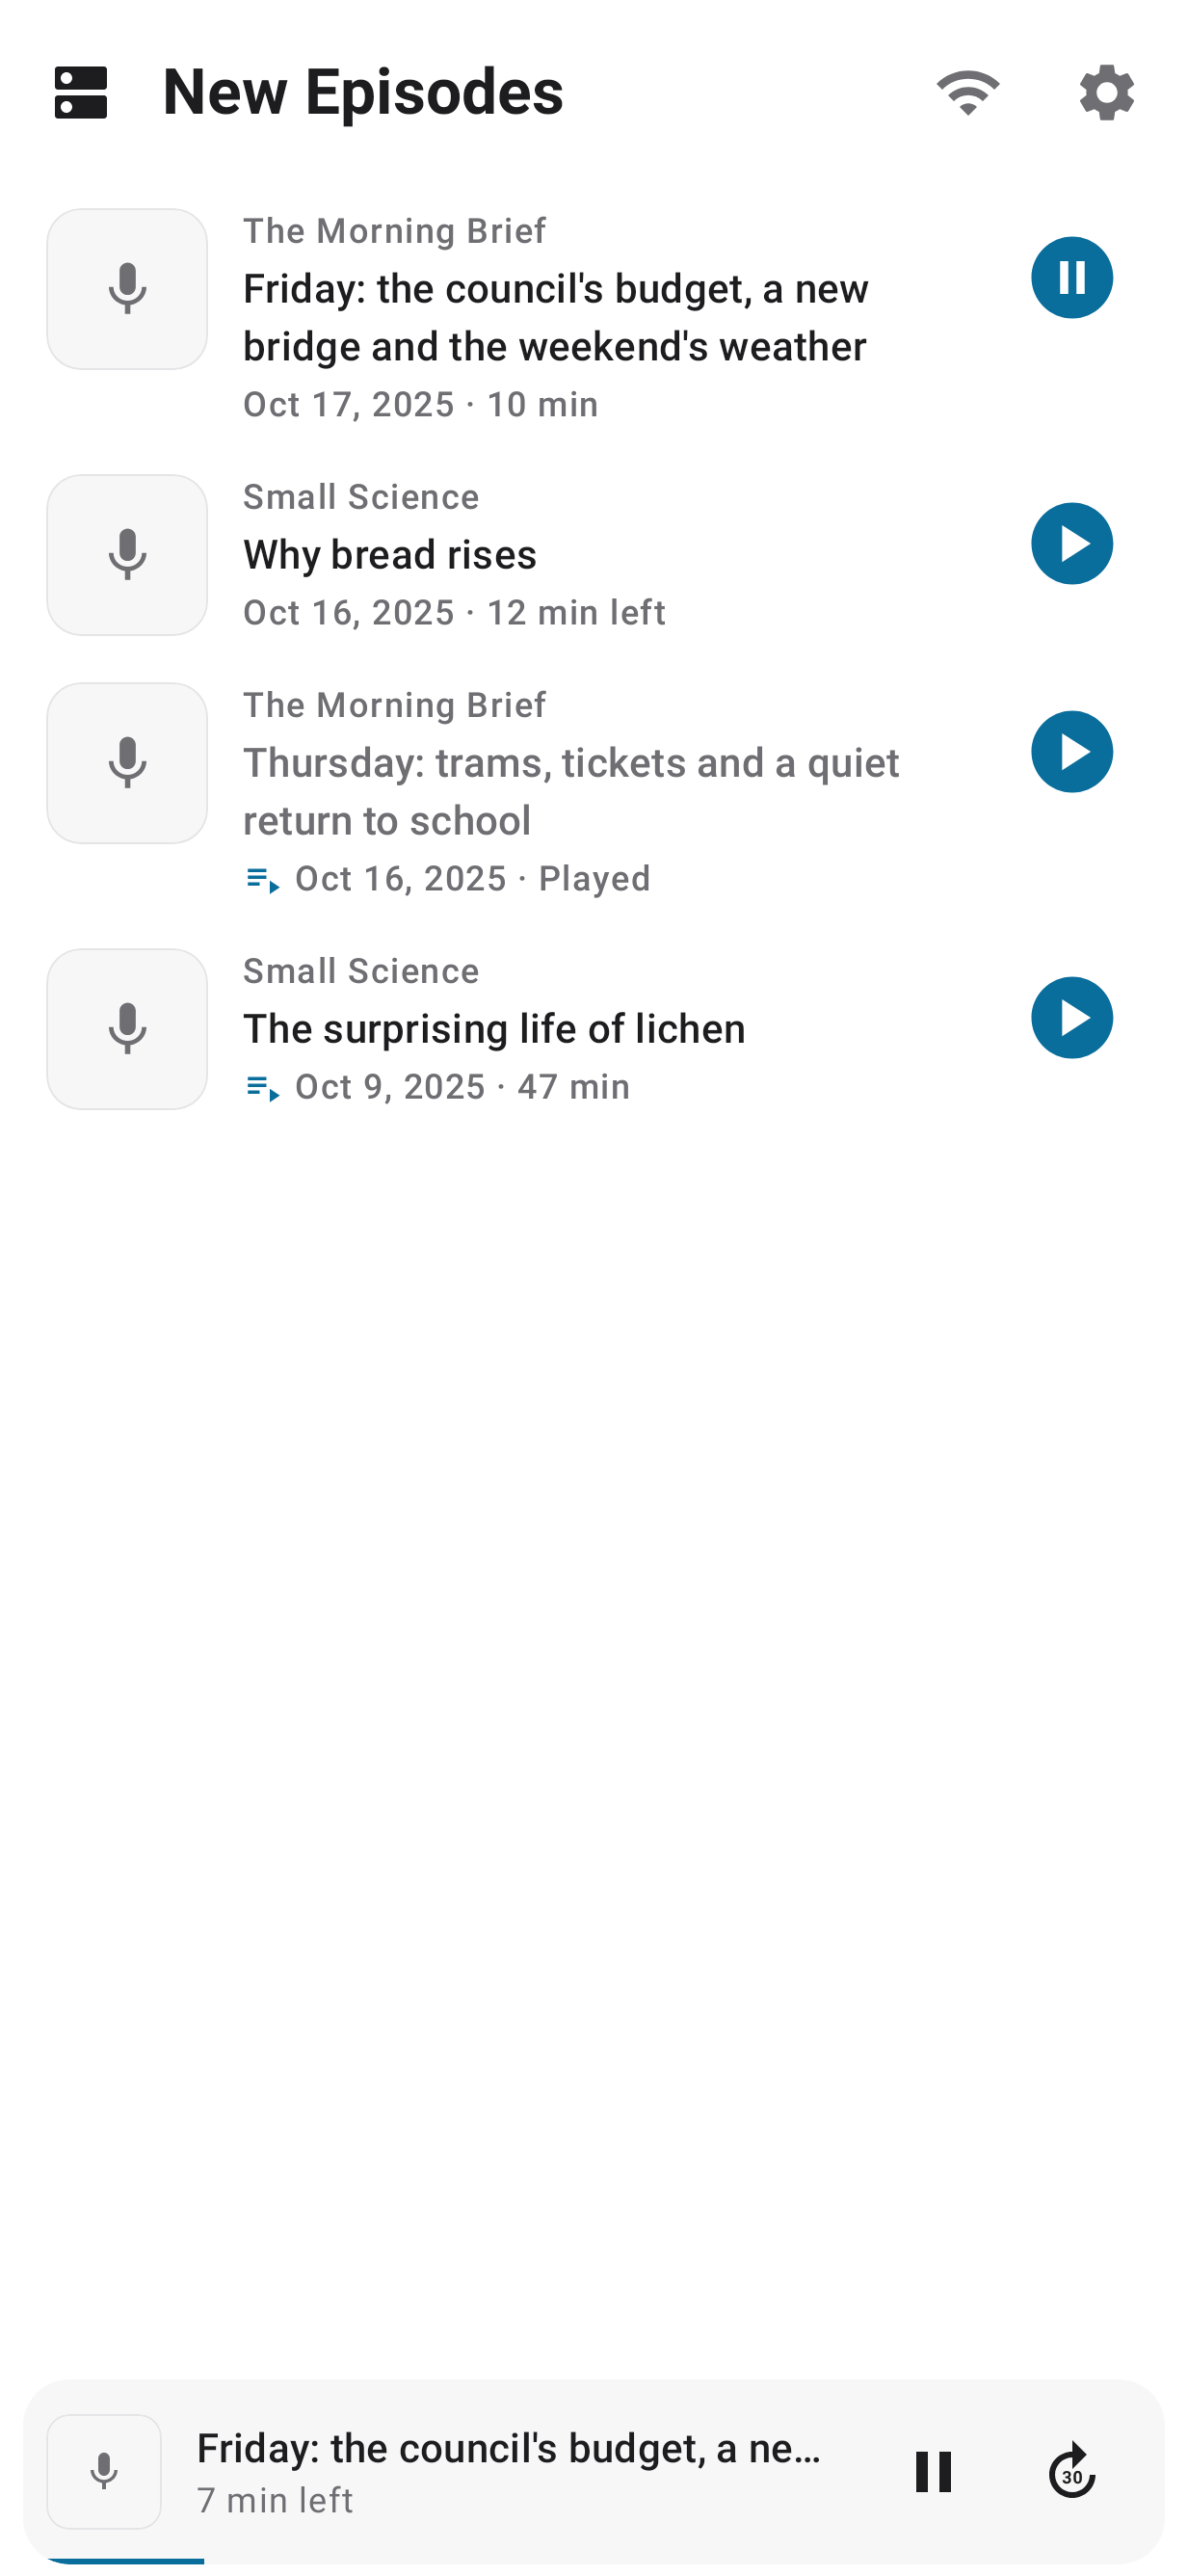 New Episodes
The Morning Brief
Friday: the council's budget, a new
bridge and the weekend's weather
Oct 17, 2025 · 10 min
Small Science
Why bread rises
Oct 16, 2025 · 12 min left
The Morning Brief
Thursday: trams, tickets and a quiet
return to school
Oct 16, 2025 · Played
Small Science
The surprising life of lichen
Oct 9, 2025 · 47 min
Friday: the council's budget, a ne…
7 min left
30